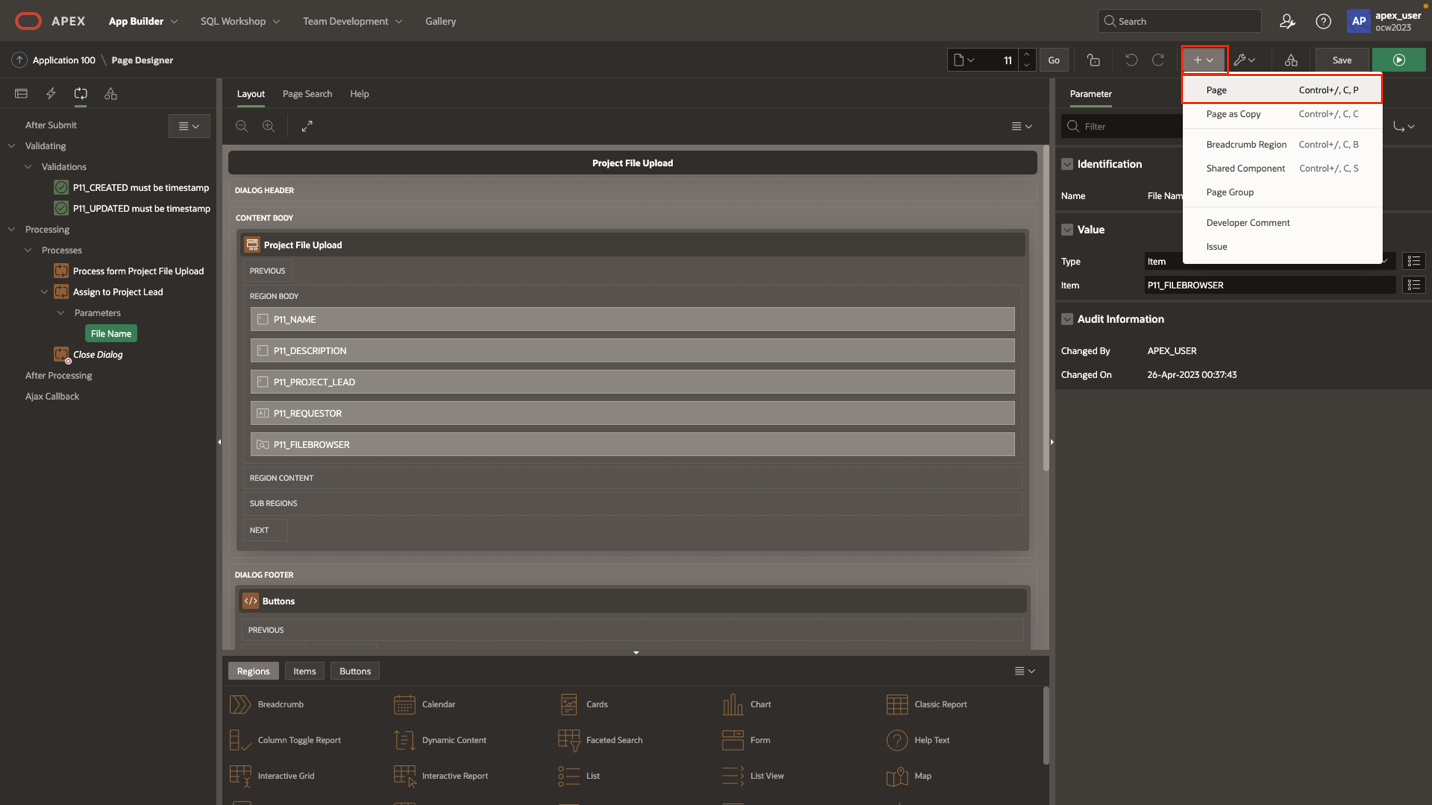 APEX
App Builder
SQL Workshop
Team Development
Gallery
Search
AP
apex_user
ocw2023
Application 100 \ Page Designer
11
Go
Save
After Submit
Validating
Validations
P11_CREATED must be timestamp
P11_UPDATED must be timestamp
Processing
Processes
Process form Project File Upload
Assign to Project Lead
Parameters
File Name
Close Dialog
After Processing
Ajax Callback
Layout
Page Search
Help
Project File Upload
DIALOG HEADER
CONTENT BODY
Project File Upload
PREVIOUS
REGION BODY
P11_NAME
P11_DESCRIPTION
P11_PROJECT_LEAD
P11_REQUESTOR
P11_FILEBROWSER
REGION CONTENT
SUB REGIONS
NEXT
DIALOG FOOTER
Buttons
PREVIOUS
Regions
Items
Buttons
Breadcrumb
Calendar
Cards
Chart
Classic Report
Column Toggle Report
Dynamic Content
Faceted Search
Form
Help Text
Interactive Grid
Interactive Report
List
List View
Map
Page Control+/, C, P
Page as Copy Control+/, C, C
Breadcrumb Region Control+/, C, B
Shared Component Control+/, C, S
Page Group
Developer Comment
Issue
Parameter
Filter
Identification
Name File Nam
Value
Type Item
Item P11_FILEBROWSER
Audit Information
Changed By APEX_USER
Changed On 26-Apr-2023 00:37:43